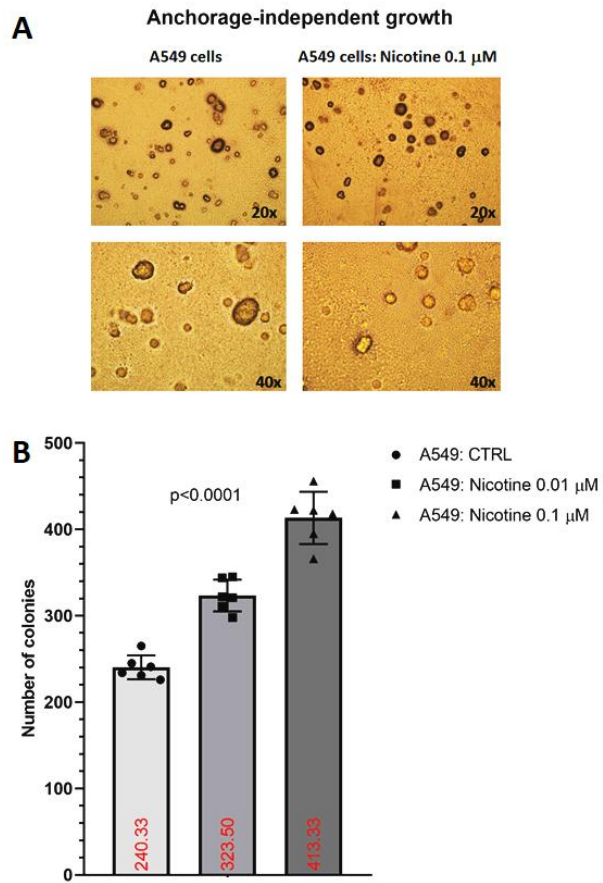 A
Anchorage-independent growth
A549 cells
A549 cells: Nicotine 0.1 μM
20x
20x
40x
40x
B
500
400
300
200
100
0
Number of colonies
p<0.0001
240.33
323.50
413.33
A549: CTRL
A549: Nicotine 0.01 μM
A549: Nicotine 0.1 μM